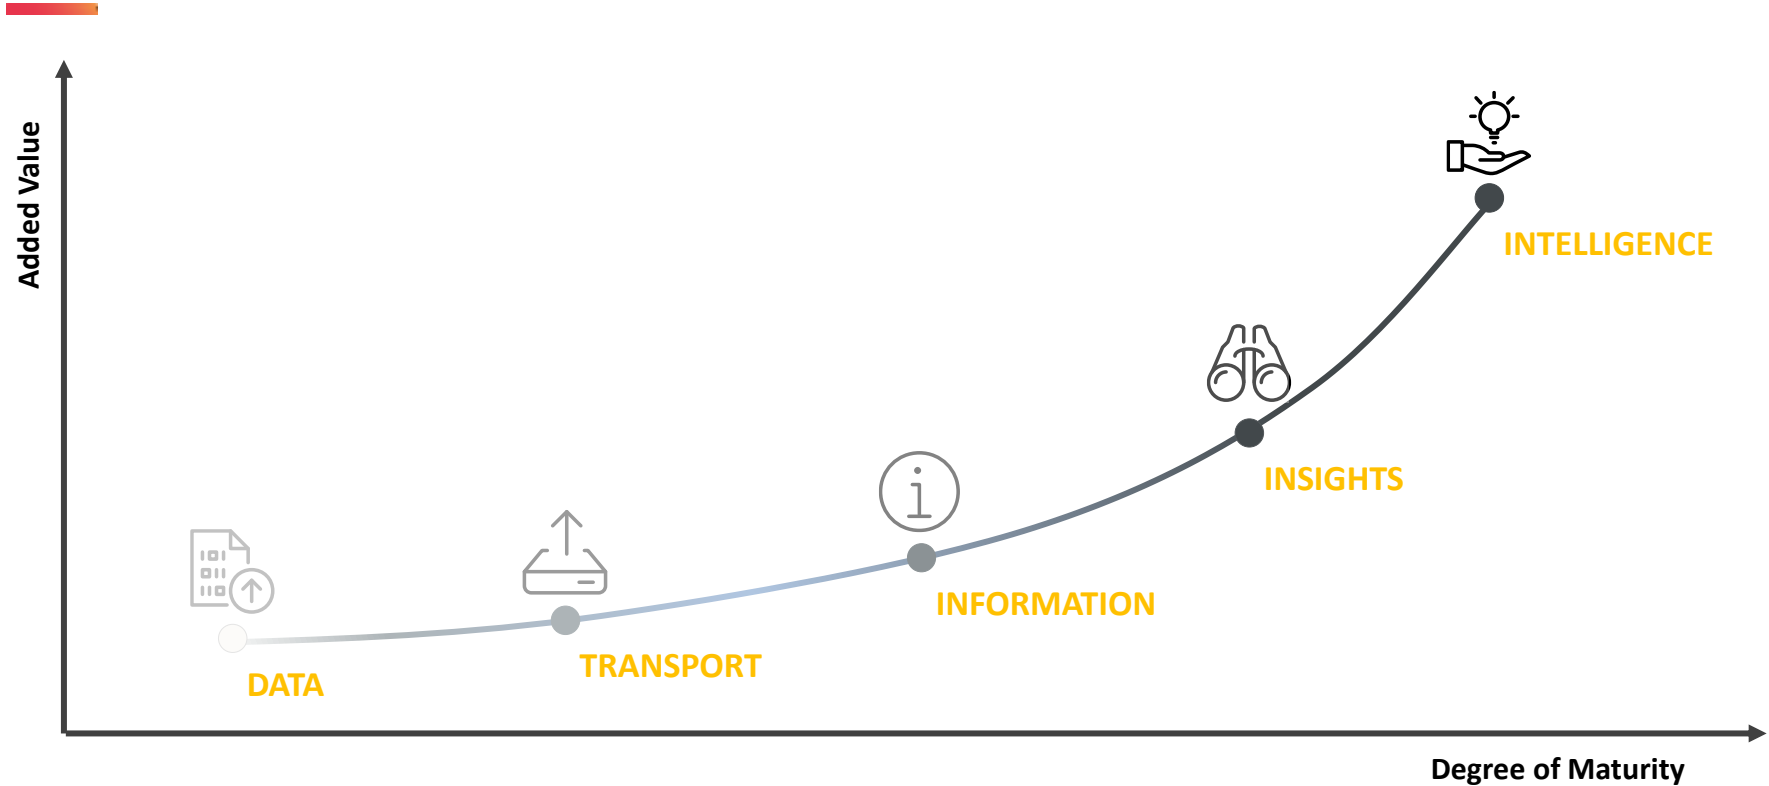 Added Value
INTELLIGENCE
INSIGHTS
INFORMATION
TRANSPORT
DATA
Degree of Maturity